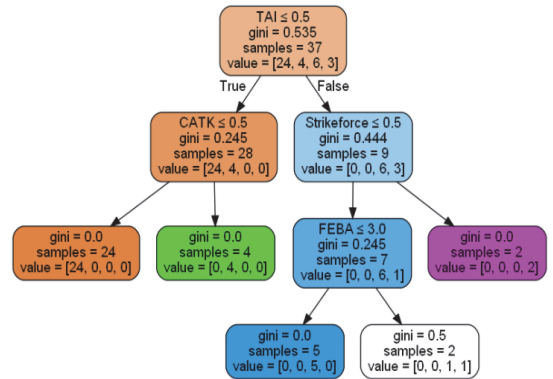 TAI ≤ 0.5
gini = 0.535
samples = 37
value = [24, 4, 6, 3]
True
False
CATK ≤ 0.5
gini = 0.245
samples = 28
value = [24, 4, 0, 0]
Strikeforce ≤ 0.5
gini = 0.444
samples = 9
value = [0, 0, 6, 3]
gini = 0.0
samples = 24
value = [24, 0, 0, 0]
gini = 0.0
samples = 4
value = [0, 4, 0, 0]
FEBA ≤ 3.0
gini = 0.245
samples = 7
value = [0, 0, 6, 1]
gini = 0.0
samples = 2
value = [0, 0, 0, 2]
gini = 0.0
samples = 5
value = [0, 0, 5, 0]
gini = 0.5
samples = 2
value = [0, 0, 1, 1]